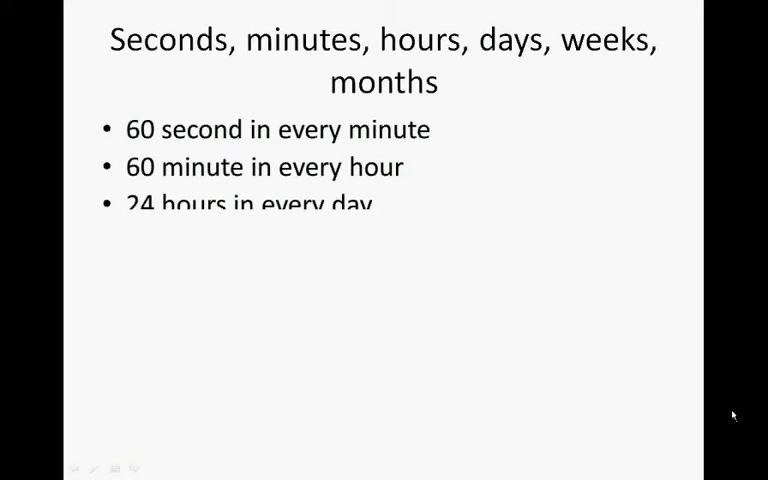 Seconds, minutes, hours, days, weeks,
months
• 60 second in every minute
• 60 minute in every hour
• 24 hours in every day